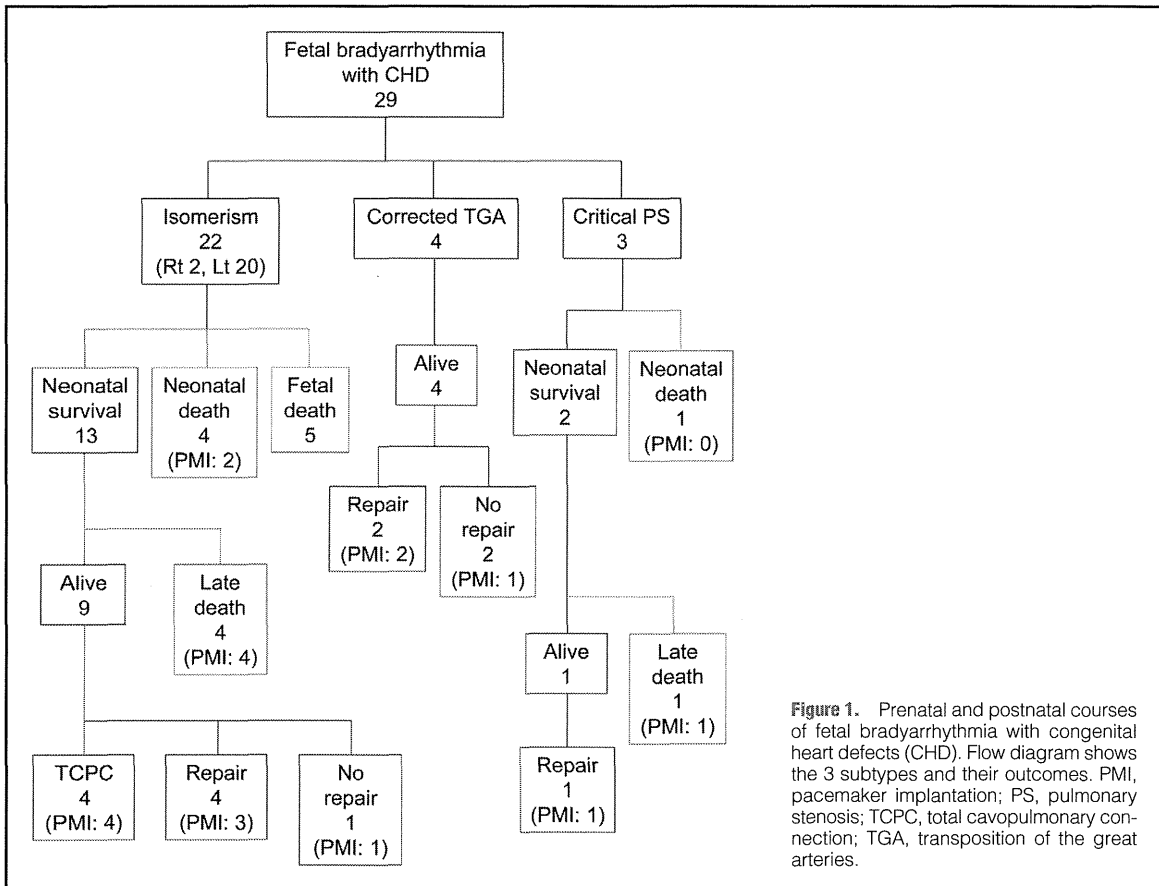 Fetal bradyarrhythmia
with CHD
29
Isomerism
22
(Rt 2, Lt 20)
Corrected TGA
4
Critical PS
3
Neonatal
survival
13
Neonatal
death
4
(PMI: 2)
Fetal
death
5
Alive
4
Neonatal
survival
2
Neonatal
death
1
(PMI: 0)
Repair
2
(PMI: 2)
No
repair
2
(PMI: 1)
Alive
9
Late
death
4
(PMI: 4)
Alive
1
Late
death
1
(PMI: 1)
TCPC
4
(PMI: 4)
Repair
4
(PMI: 3)
No
repair
1
(PMI: 1)
Repair
1
(PMI: 1)
Figure 1. Prenatal and postnatal courses
of fetal bradyarrhythmia with congenital
heart defects (CHD). Flow diagram shows
the 3 subtypes and their outcomes. PMI,
pacemaker implantation; PS, pulmonary
stenosis; TCPC, total cavopulmonary con-
nection; TGA, transposition of the great
arteries.